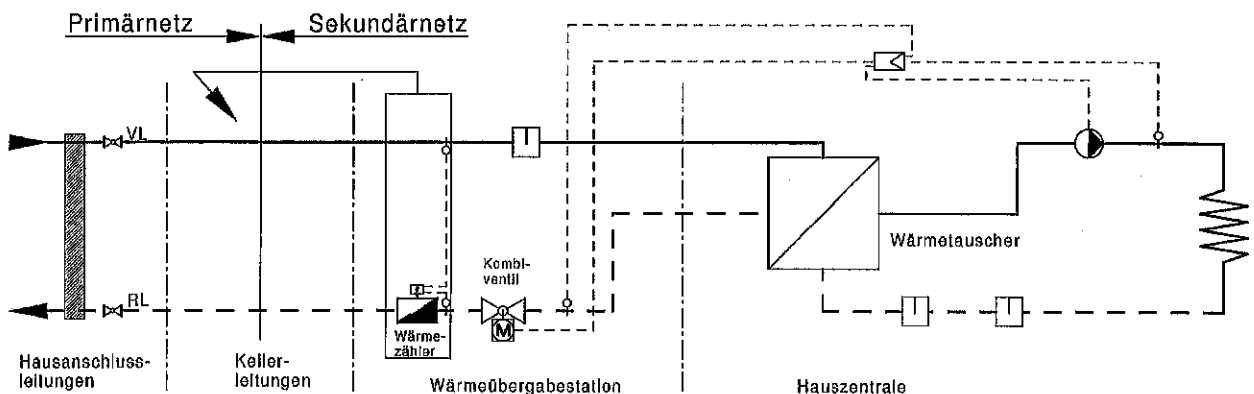 Primärnetz
Sekundärnetz
VL
Wärmetauscher
Kombi-
ventil
RL
M
Wärme-
zähler
Hausanschluss-
leitungen
Keller-
leitungen
Wärmeübergabestation
Hauszentrale